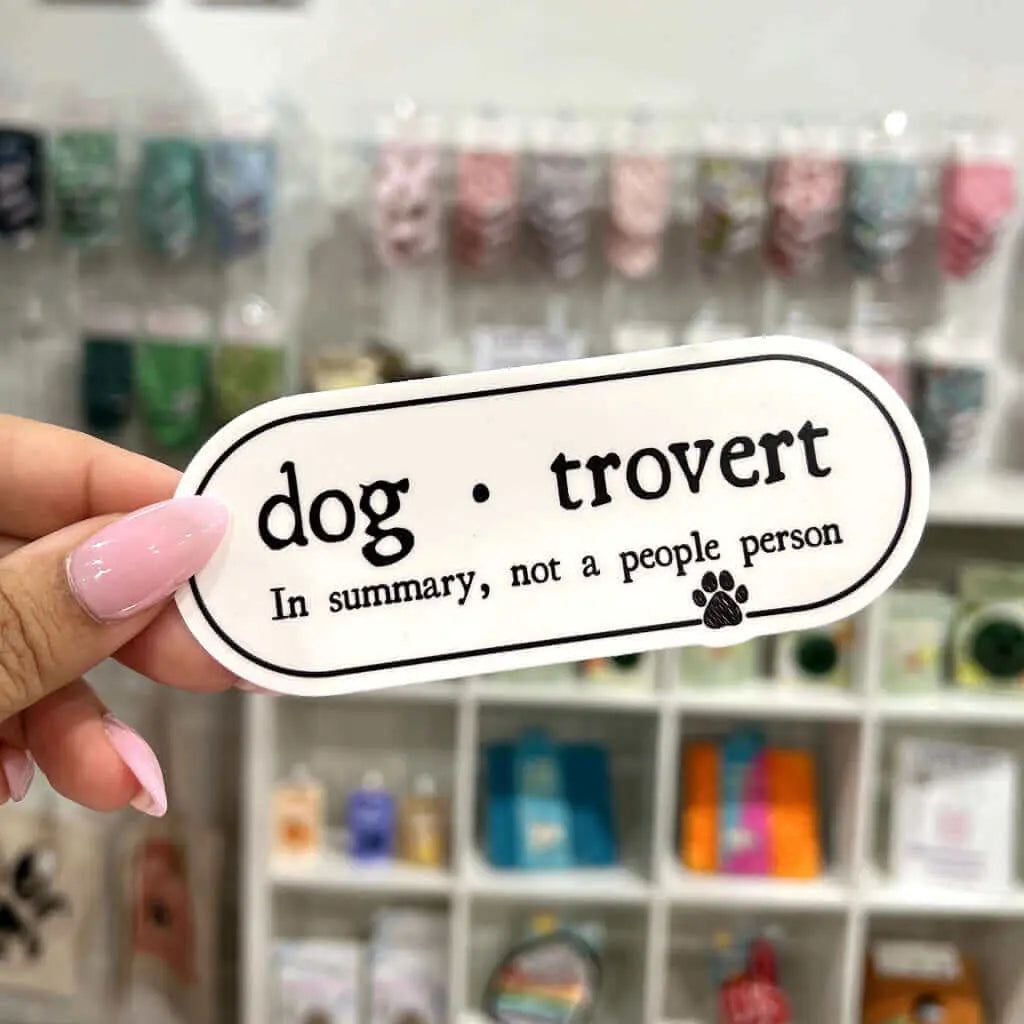 dog · trovert
In summary, not a people person